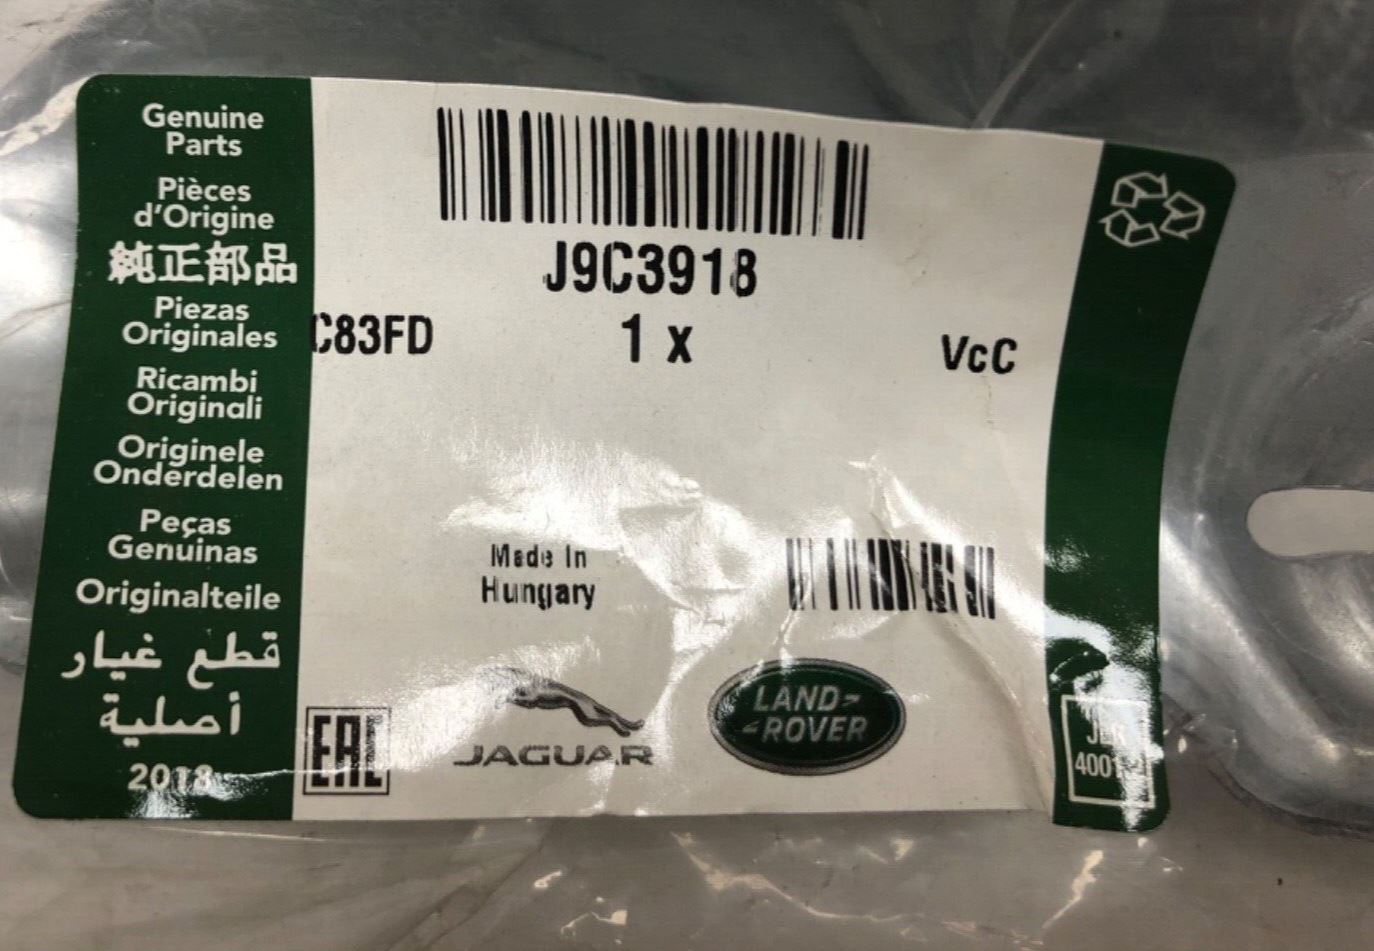 Genuine
Parts
Pièces
d'Origine
純正部品
Piezas
Originales
Ricambi
Originali
Originele
Onderdelen
Peças
Genuinas
Originalteile
قطع غيار
أصلية
2018
J9C3918
C83FD
1 x
VcC
Made In
Hungary
EAC
JAGUAR
LAND
ROVER